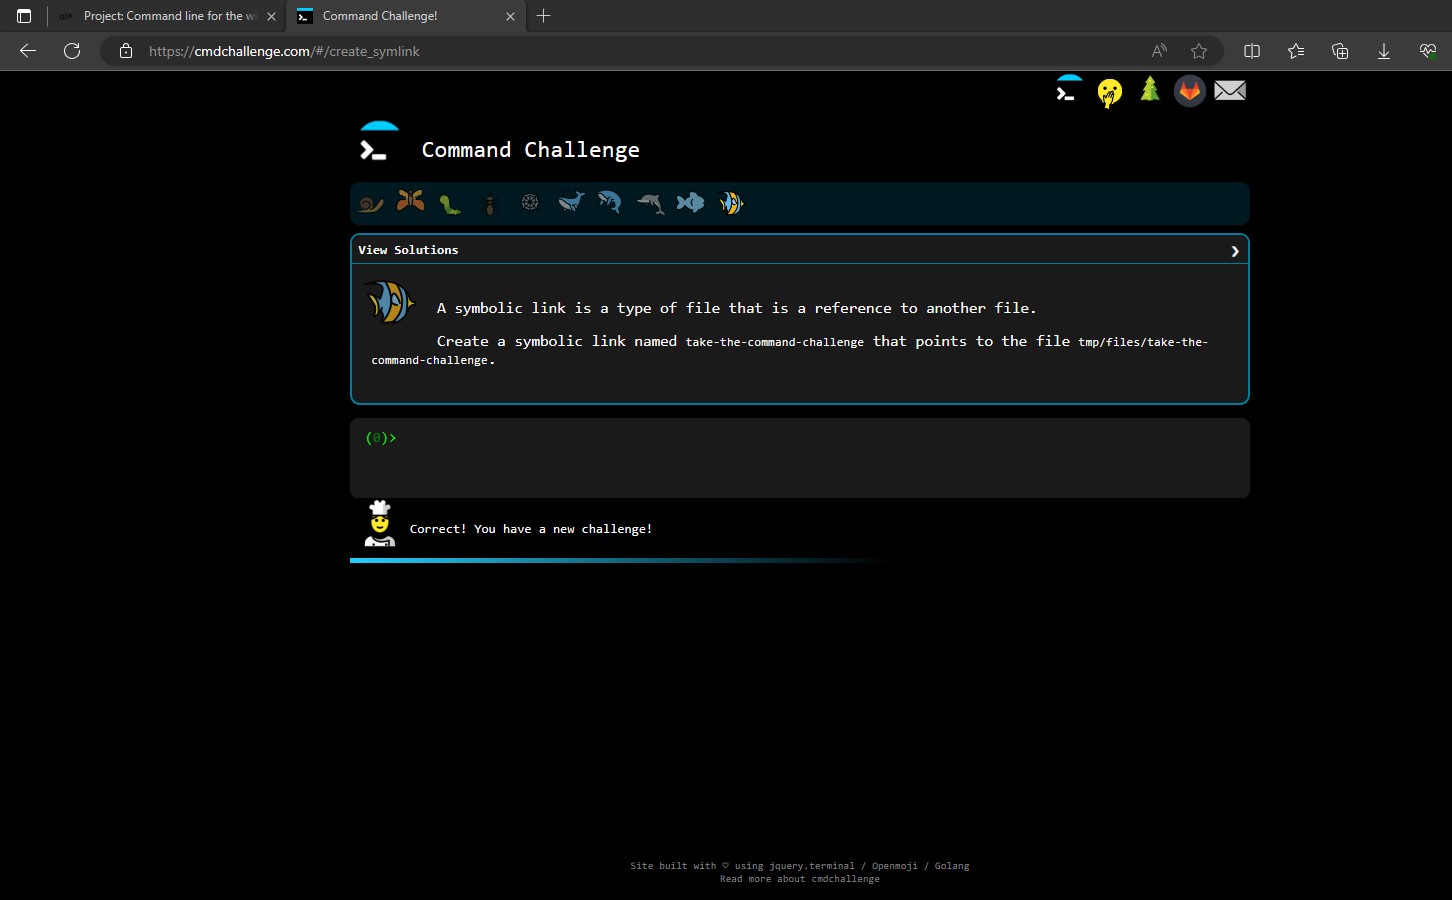 Project: Command line for the wi
Command Challenge!
https://cmdchallenge.com/#/create_symlink
Command Challenge
View Solutions
A symbolic link is a type of file that is a reference to another file.
Create a symbolic link named take-the-command-challenge that points to the file tmp/files/take-the-
command-challenge.
(0)>
Correct! You have a new challenge!
Site built with ♡ using jquery.terminal / Openmoji / Golang
Read more about cmdchallenge